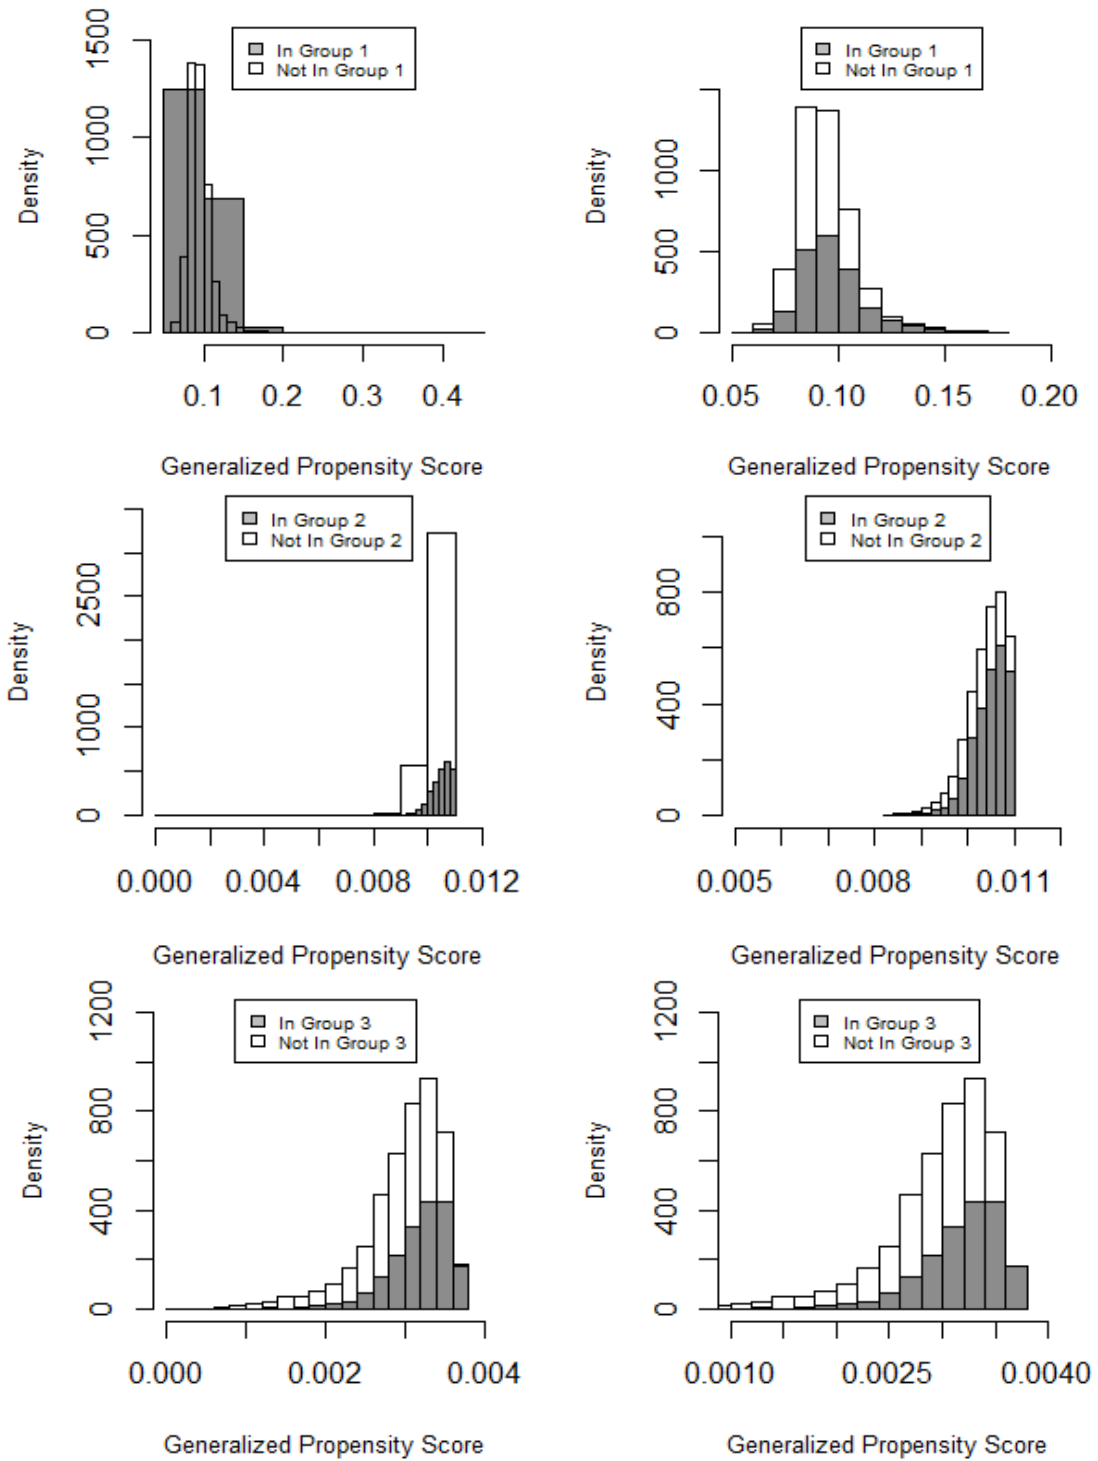 In Group 1
Not In Group 1
Density
0
500
1000
1500
0.1
0.2
0.3
0.4
Generalized Propensity Score
In Group 1
Not In Group 1
Density
0
500
1000
0.05
0.10
0.15
0.20
Generalized Propensity Score
In Group 2
Not In Group 2
Density
0
1000
2500
0.000
0.004
0.008
0.012
Generalized Propensity Score
In Group 2
Not In Group 2
Density
0
400
800
0.005
0.008
0.011
Generalized Propensity Score
In Group 3
Not In Group 3
Density
0
400
800
1200
0.000
0.002
0.004
Generalized Propensity Score
In Group 3
Not In Group 3
Density
0
400
800
1200
0.0010
0.0025
0.0040
Generalized Propensity Score